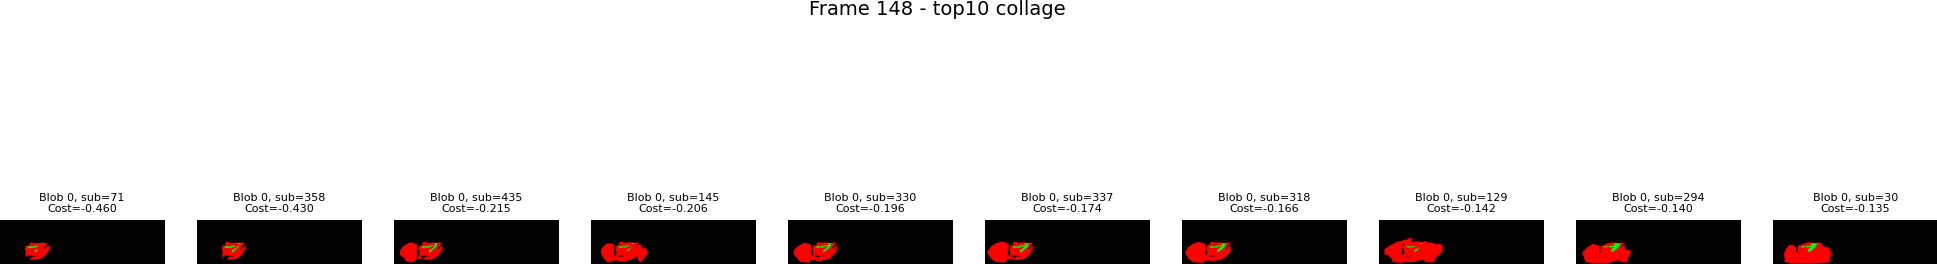 Frame 148 - top10 collage
Blob 0, sub=71
Cost=-0.460
Blob 0, sub=358
Cost=-0.430
Blob 0, sub=435
Cost=-0.215
Blob 0, sub=145
Cost=-0.206
Blob 0, sub=330
Cost=-0.196
Blob 0, sub=337
Cost=-0.174
Blob 0, sub=318
Cost=-0.166
Blob 0, sub=129
Cost=-0.142
Blob 0, sub=294
Cost=-0.140
Blob 0, sub=30
Cost=-0.135